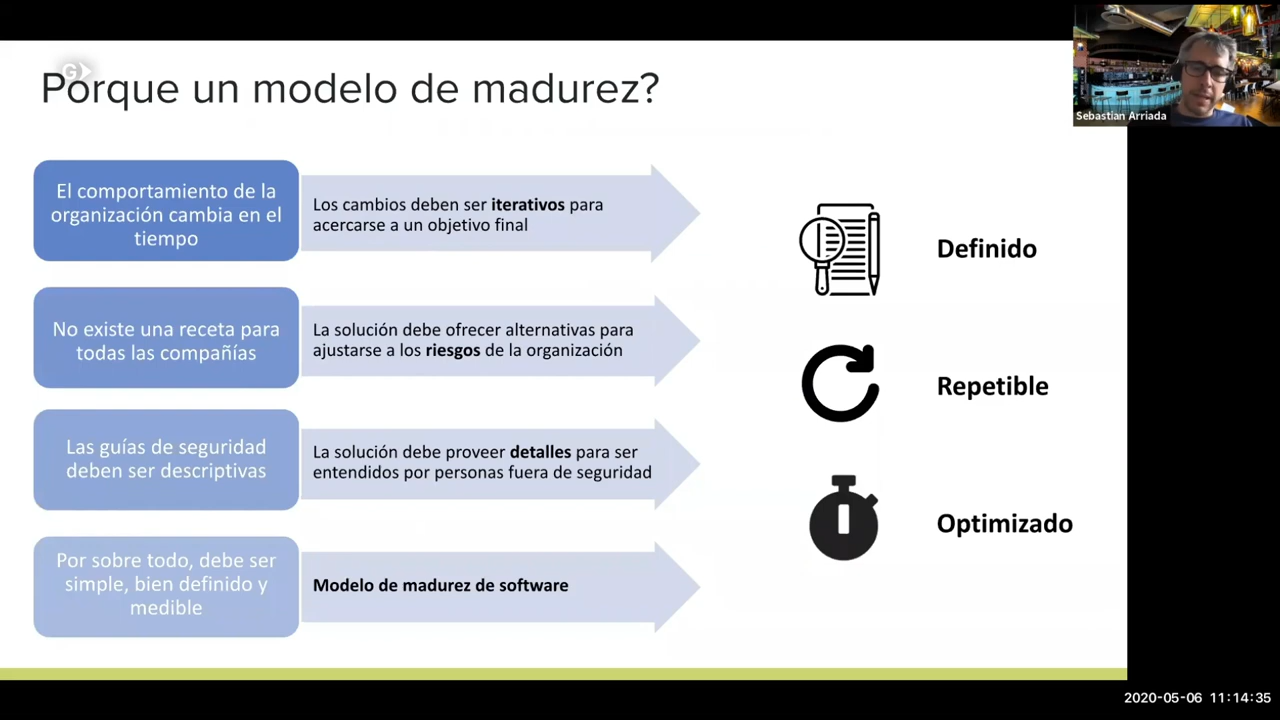 Porque un modelo de madurez?
Sebastian Arriada
El comportamiento de la
organización cambia en el
tiempo
Los cambios deben ser iterativos para
acercarse a un objetivo final
Definido
No existe una receta para
todas las compañías
La solución debe ofrecer alternativas para
ajustarse a los riesgos de la organización
Repetible
Las guías de seguridad
deben ser descriptivas
La solución debe proveer detalles para ser
entendidos por personas fuera de seguridad
Optimizado
Por sobre todo, debe ser
simple, bien definido y
medible
Modelo de madurez de software
2020-05-06 11:14:35